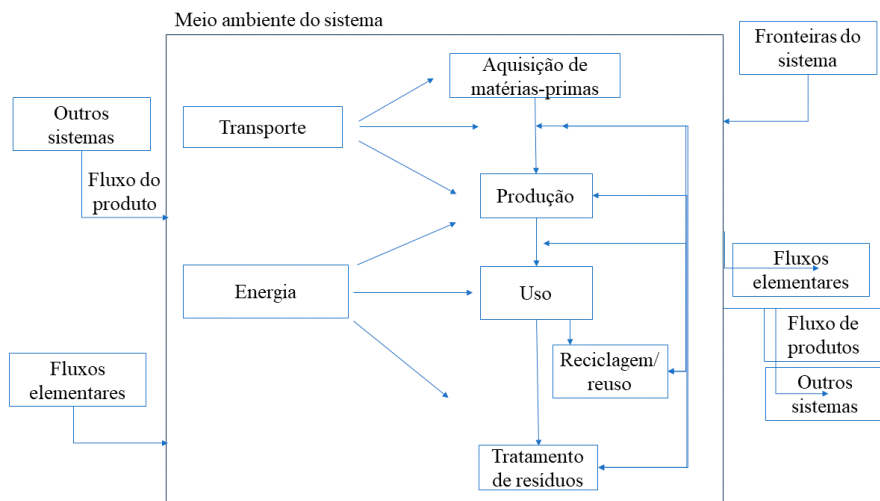 Meio ambiente do sistema
Fronteiras do
sistema
Aquisição de
matérias-primas
Outros
sistemas
Transporte
Fluxo do
produto
Produção
Fluxos
elementares
Energia
Uso
Fluxo de
produtos
Reciclagem/
reuso
Fluxos
elementares
Outros
sistemas
Tratamento
de resíduos